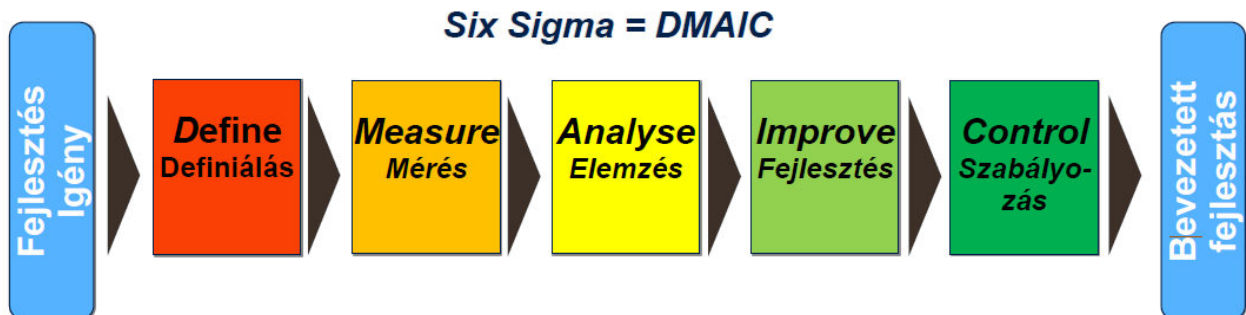 Six Sigma = DMAIC
Fejlesztés
Igény
Define
Definiálás
Measure
Mérés
Analyse
Elemzés
Improve
Fejlesztés
Control
Szabályo-
zás
Bevezetett
fejlesztás